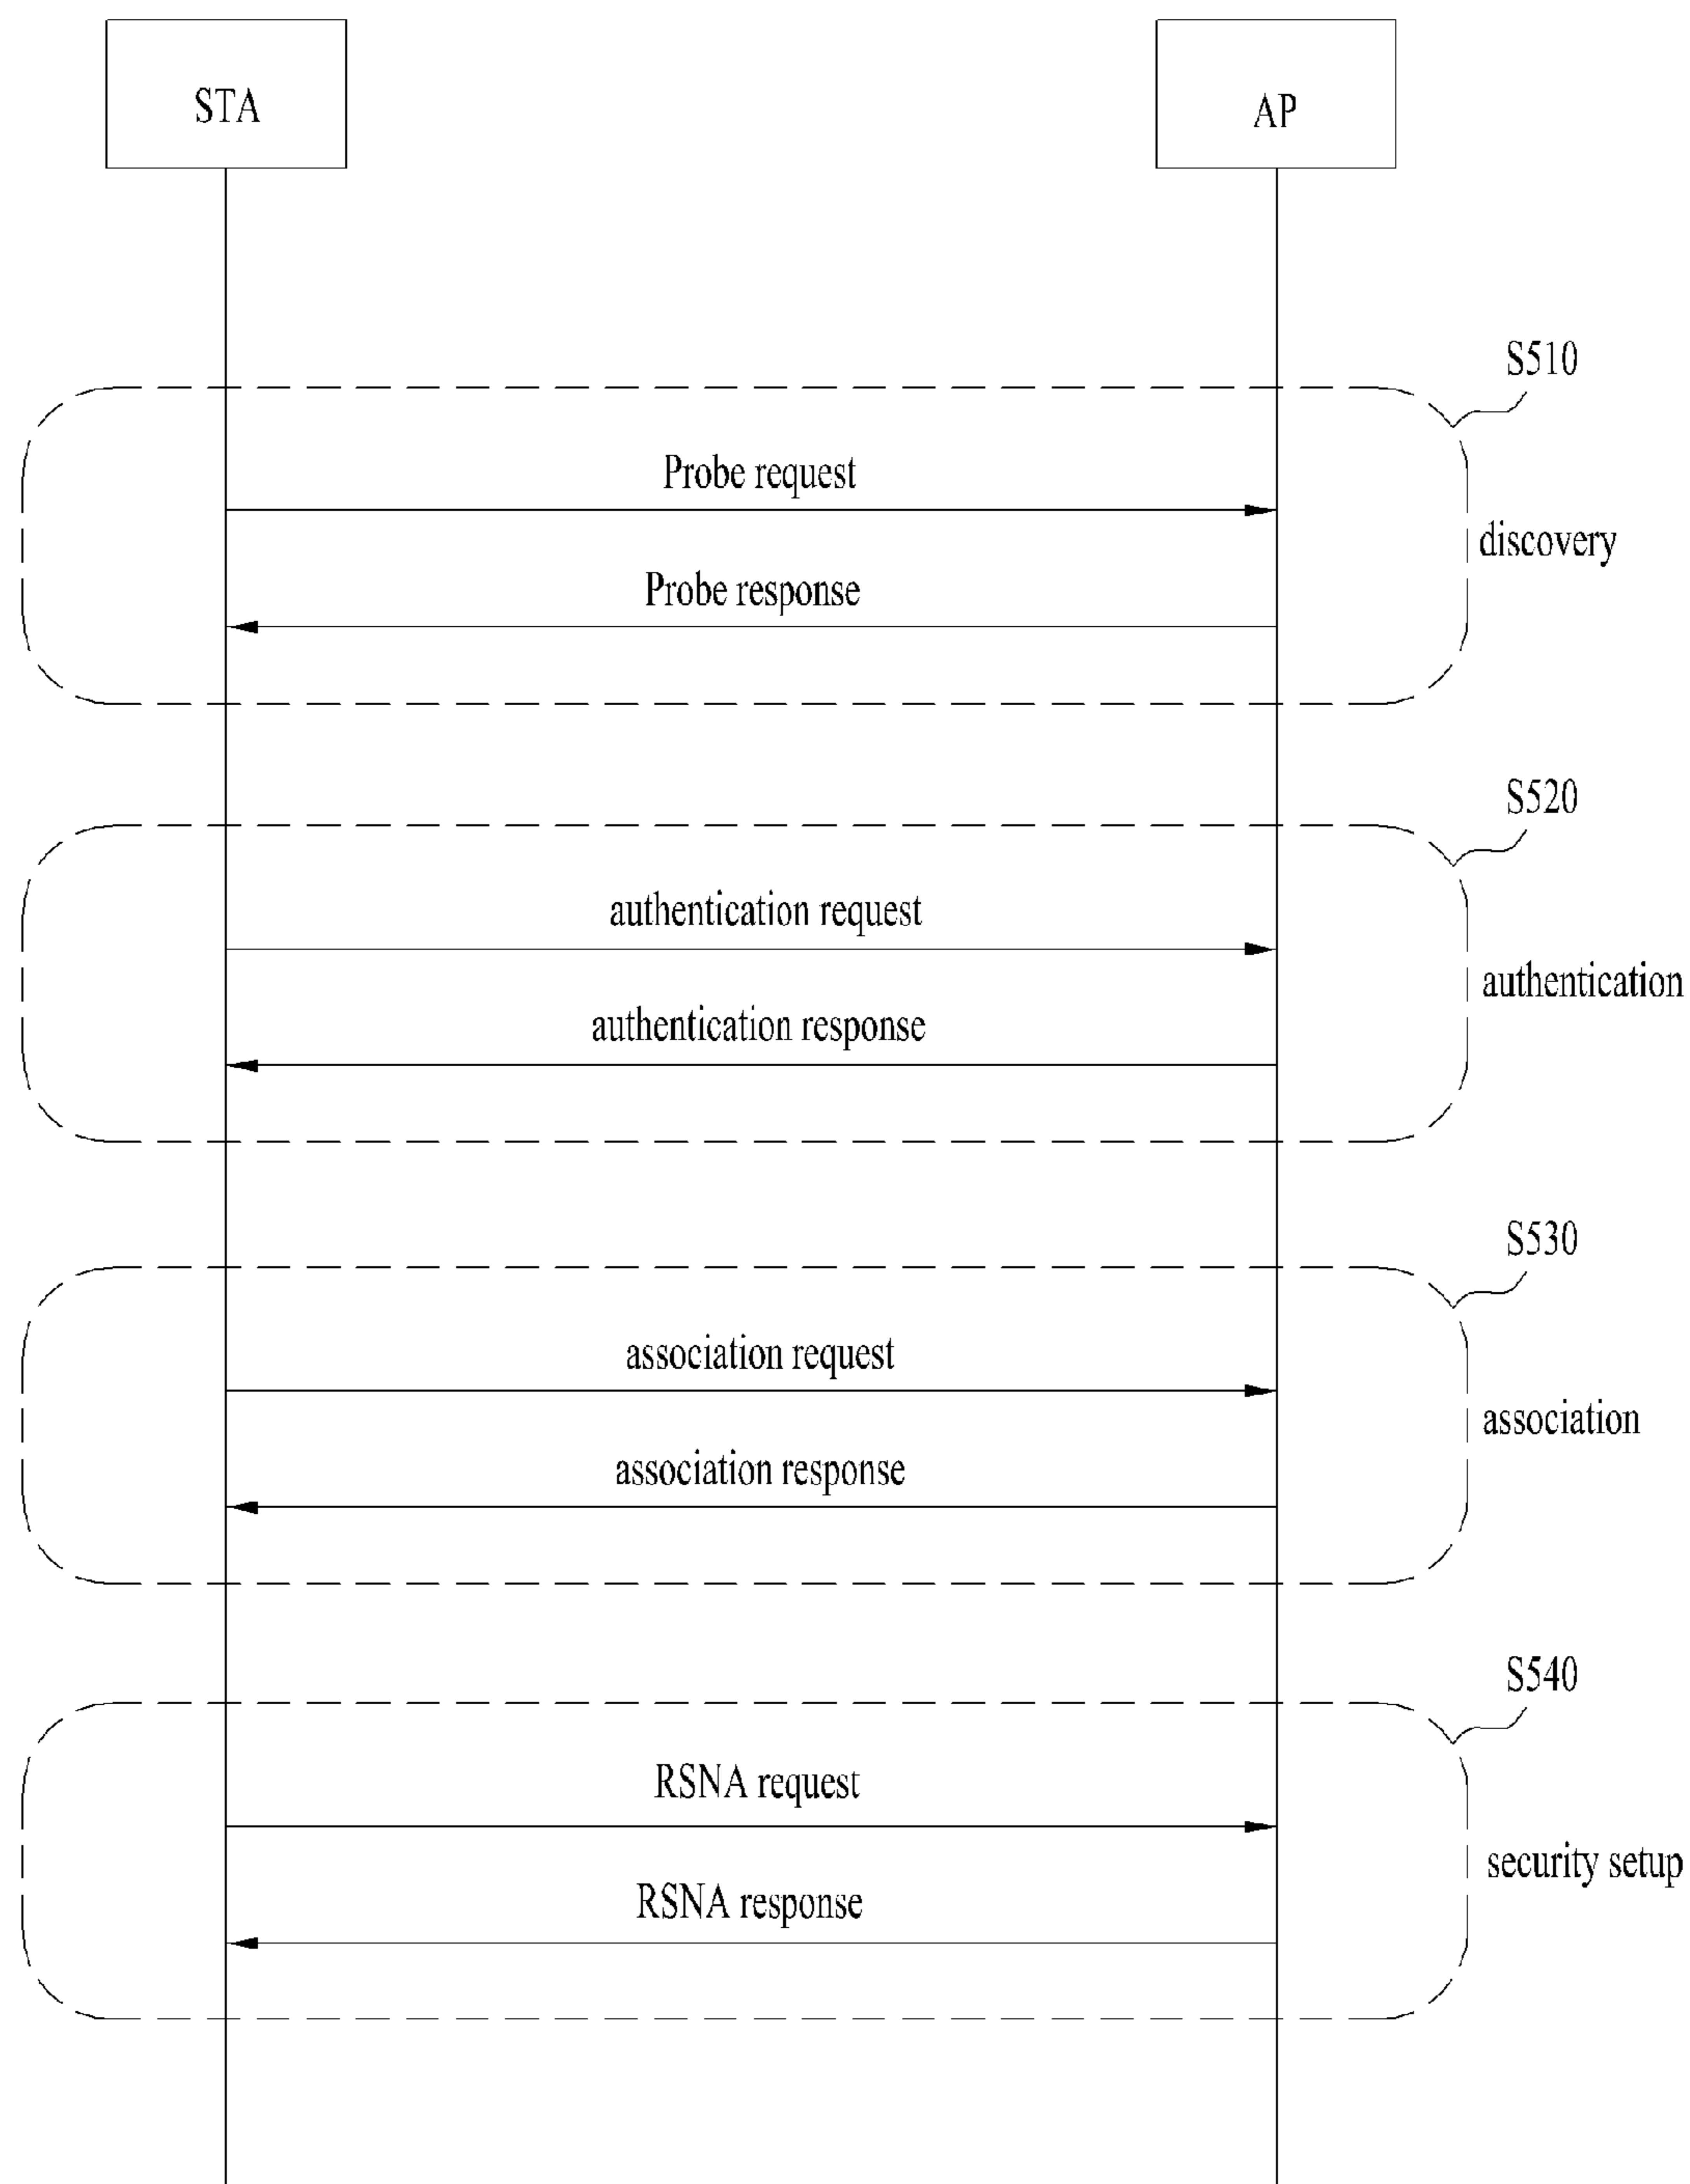 STA
AP
S510
Probe request
discovery
Probe response
S520
authentication request
authentication
authentication response
S530
association request
association
association response
S540
RSNA request
security setup
RSNA response